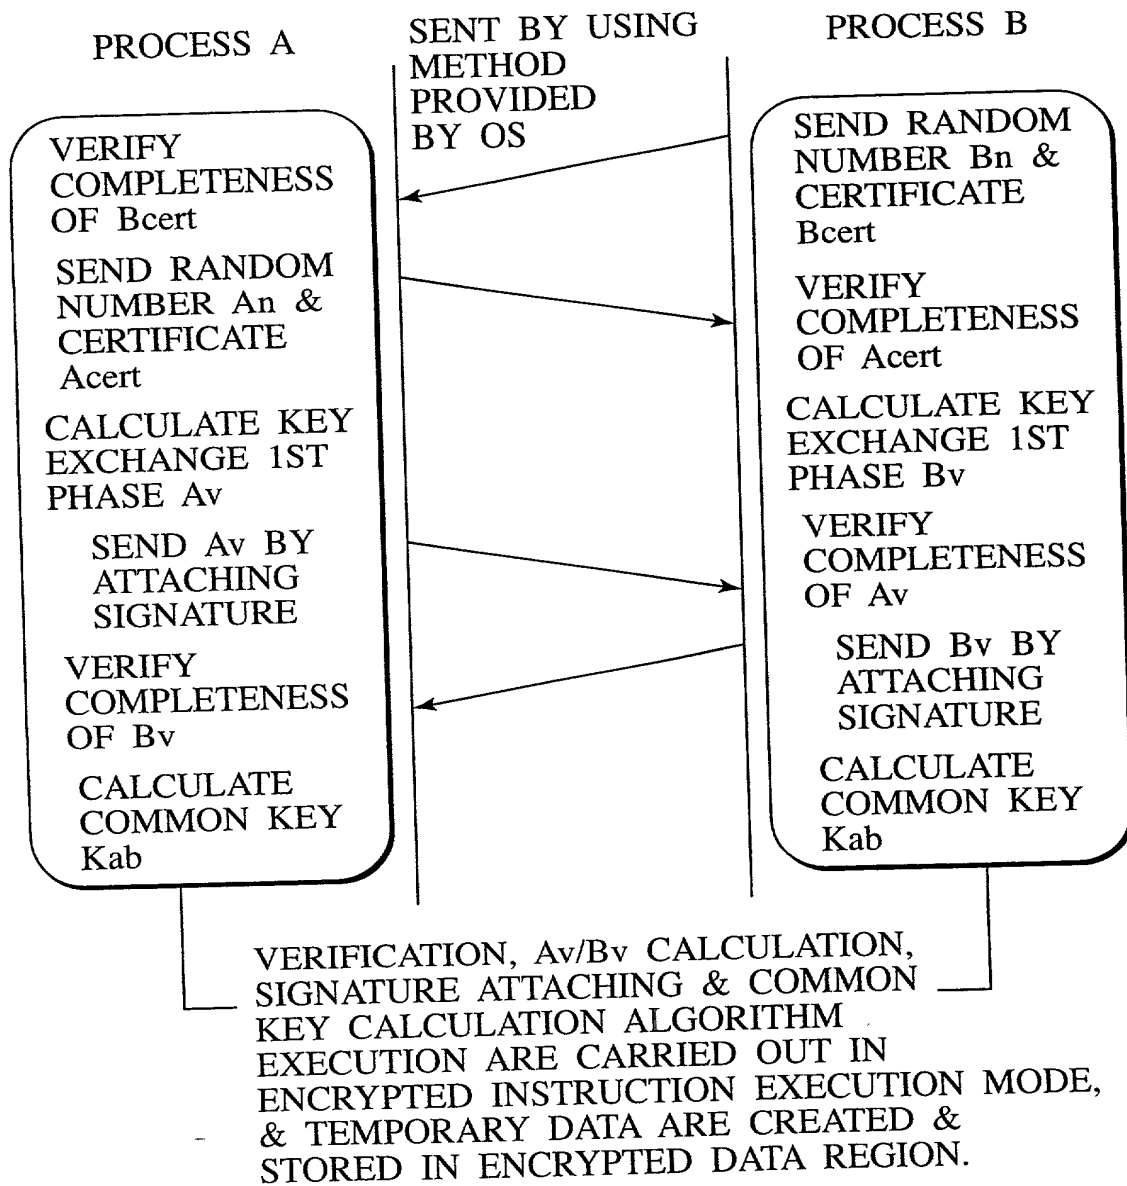 PROCESS A
SENT BY USING
METHOD
PROVIDED
BY OS
PROCESS B
VERIFY
COMPLETENESS
OF Bcert
SEND RANDOM
NUMBER An &
CERTIFICATE
Acert
CALCULATE KEY
EXCHANGE 1ST
PHASE Av
SEND Av BY
ATTACHING
SIGNATURE
VERIFY
COMPLETENESS
OF Bv
CALCULATE
COMMON KEY
Kab
SEND RANDOM
NUMBER Bn &
CERTIFICATE
Bcert
VERIFY
COMPLETENESS
OF Acert
CALCULATE KEY
EXCHANGE 1ST
PHASE Bv
VERIFY
COMPLETENESS
OF Av
SEND Bv BY
ATTACHING
SIGNATURE
CALCULATE
COMMON KEY
Kab
VERIFICATION, Av/Bv CALCULATION,
SIGNATURE ATTACHING & COMMON
KEY CALCULATION ALGORITHM
EXECUTION ARE CARRIED OUT IN
ENCRYPTED INSTRUCTION EXECUTION MODE,
& TEMPORARY DATA ARE CREATED &
STORED IN ENCRYPTED DATA REGION.